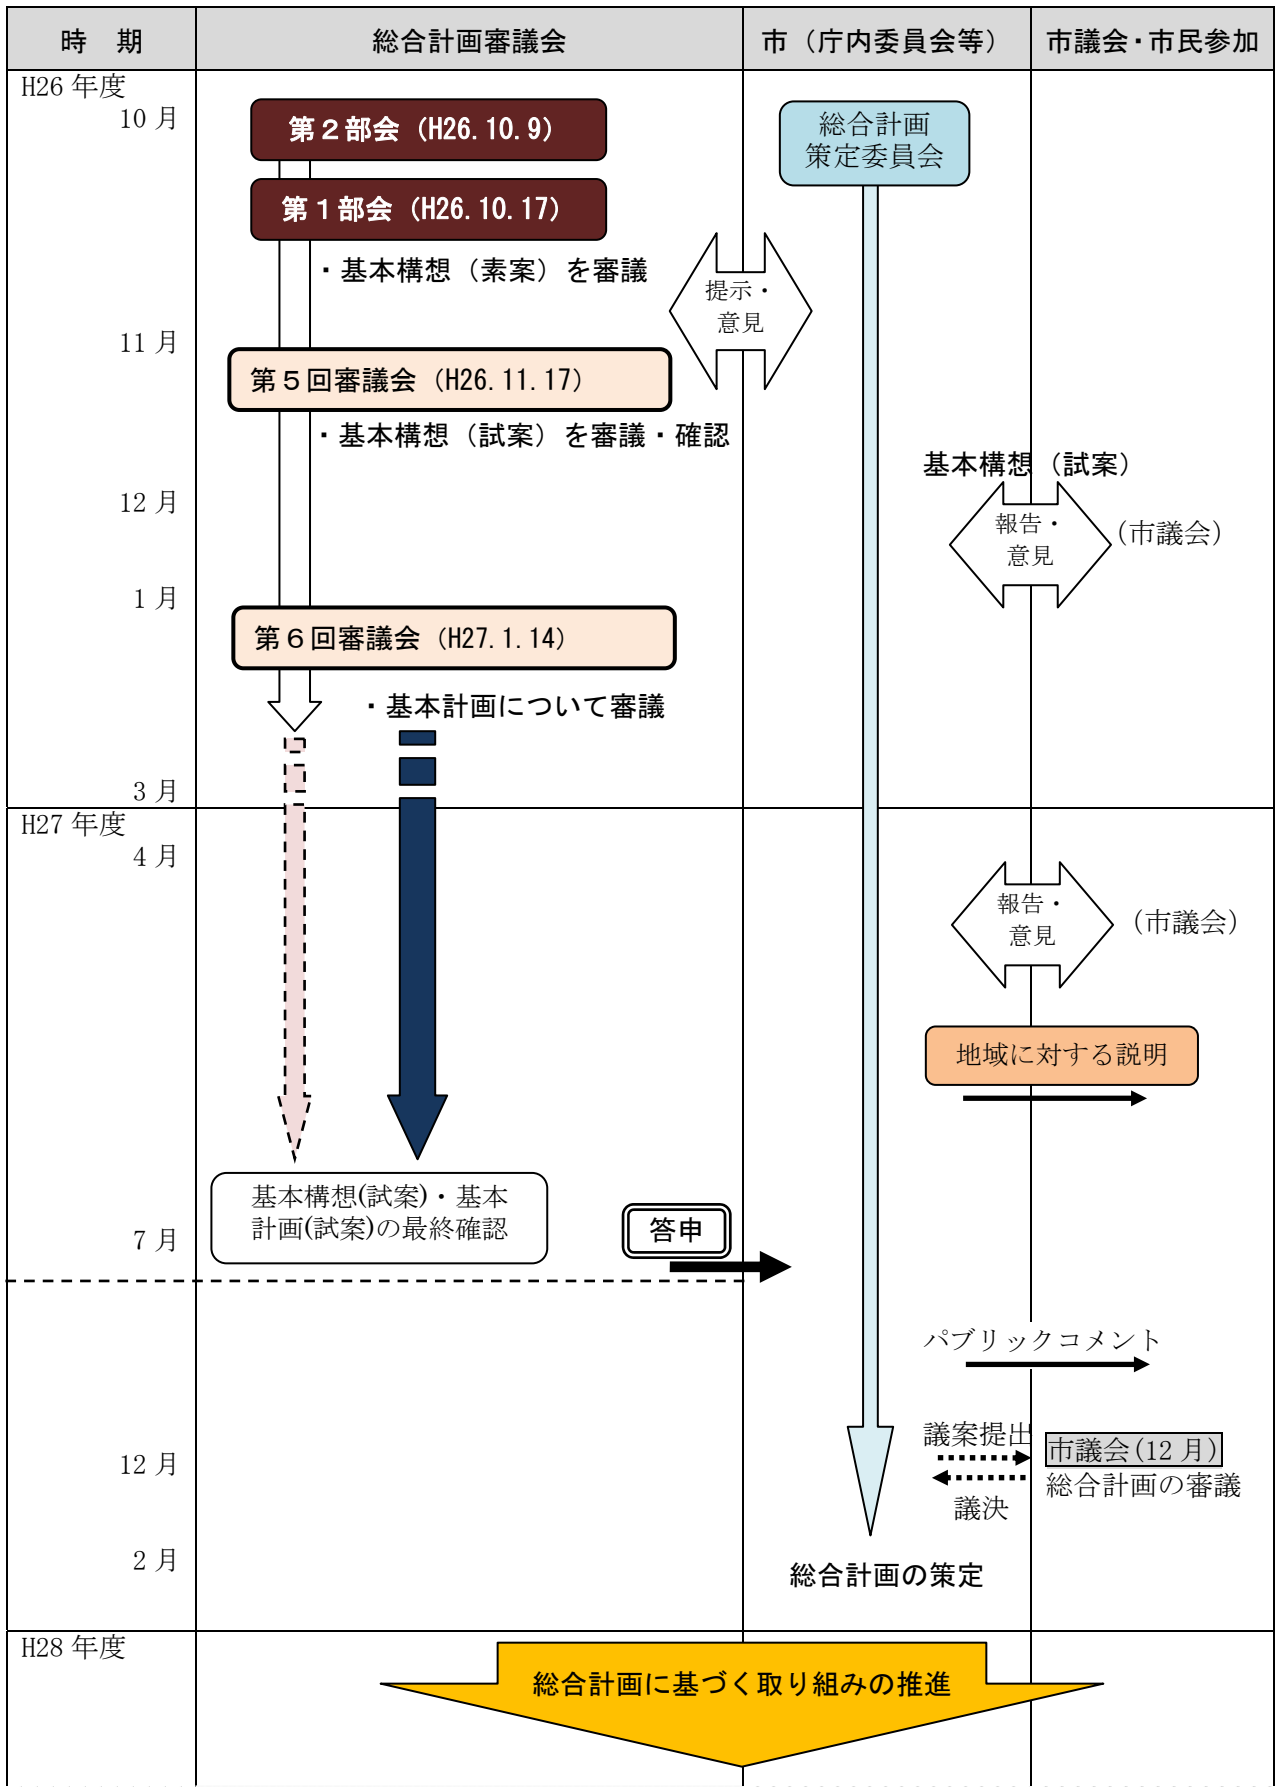 時　期
総合計画審議会
市（庁内委員会等）
市議会・市民参加
H26 年度
10 月
第２部会（H26.10.9）
総合計画
策定委員会
第１部会（H26.10.17）
・基本構想（素案）を審議
提示・
意見
11 月
第５回審議会（H26.11.17）
・基本構想（試案）を審議・確認
基本構想（試案）
12 月
報告・
意見
（市議会）
1 月
第６回審議会（H27.1.14）
・基本計画について審議
3 月
H27 年度
4 月
報告・
意見
（市議会）
地域に対する説明
基本構想(試案)・基本
計画(試案)の最終確認
7 月
答申
パブリックコメント
議案提出
市議会(12 月)
12 月
総合計画の審議
議決
2 月
総合計画の策定
H28 年度
総合計画に基づく取り組みの推進